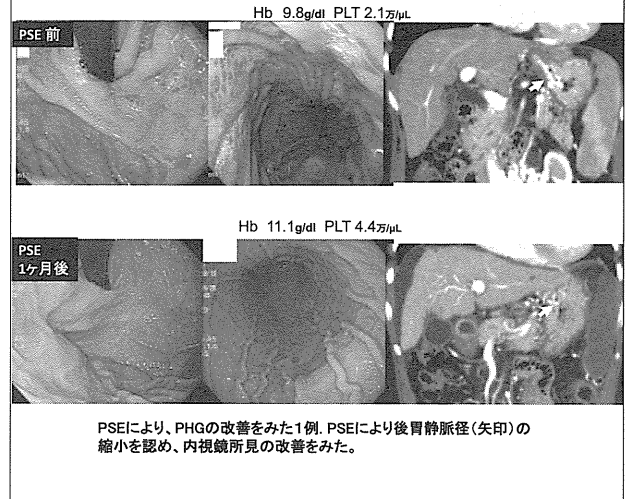 Hb 9.8g/dl PLT 2.1万/μL
PSE 前
Hb 11.1g/dl PLT 4.4万/μL
PSE
1ヶ月後
PSEにより、PHGの改善をみた1例. PSEにより後胃静脈径(矢印)の
縮小を認め、内視鏡所見の改善をみた。